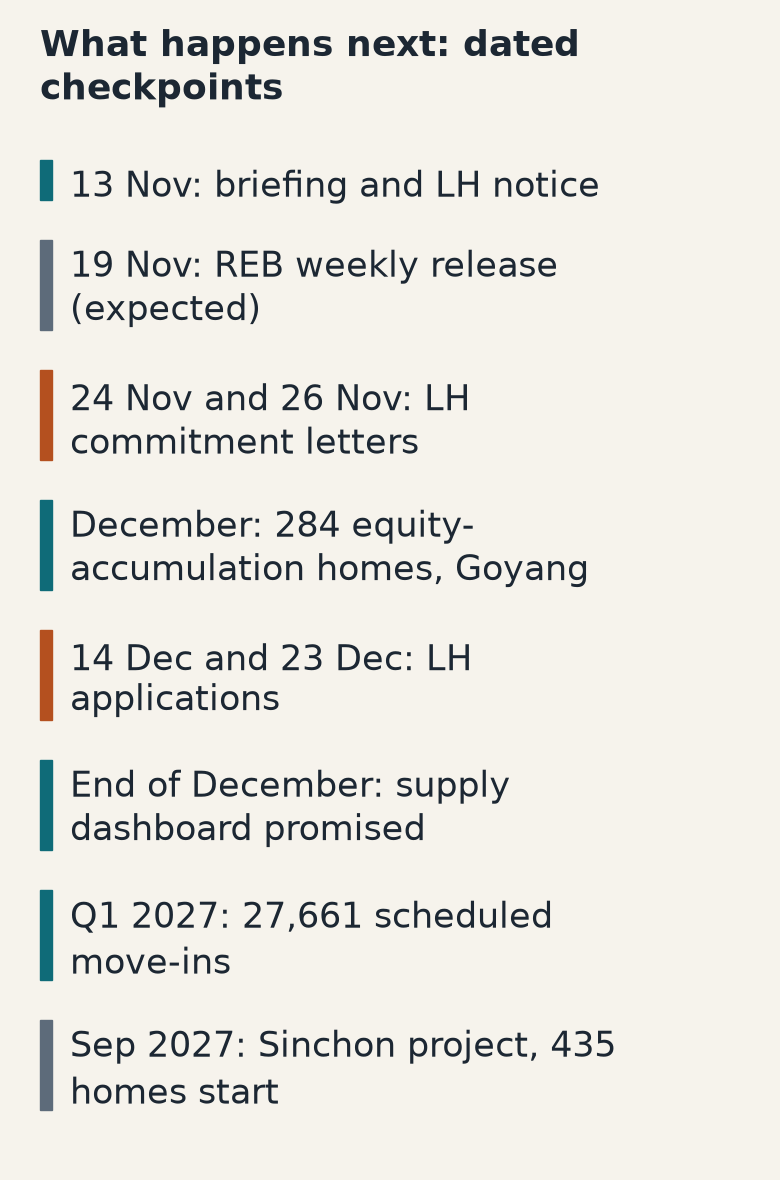 What happens next: dated
checkpoints
13 Nov: briefing and LH notice
19 Nov: REB weekly release
(expected)
24 Nov and 26 Nov: LH
commitment letters
December: 284 equity-
accumulation homes, Goyang
14 Dec and 23 Dec: LH
applications
End of December: supply
dashboard promised
Q1 2027: 27,661 scheduled
move-ins
Sep 2027: Sinchon project, 435
homes start